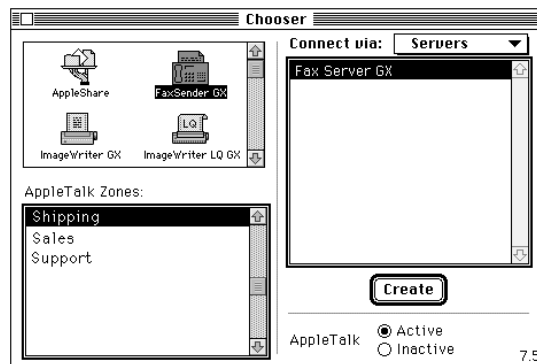 Chooser
AppleShare
FaxSender GX
ImageWriter GX
LQ
ImageWriter LQ GX
AppleTalk Zones:
Shipping
Sales
Support
Connect via: Servers
Fax Server GX
Create
AppleTalk
Active
Inactive
7.5